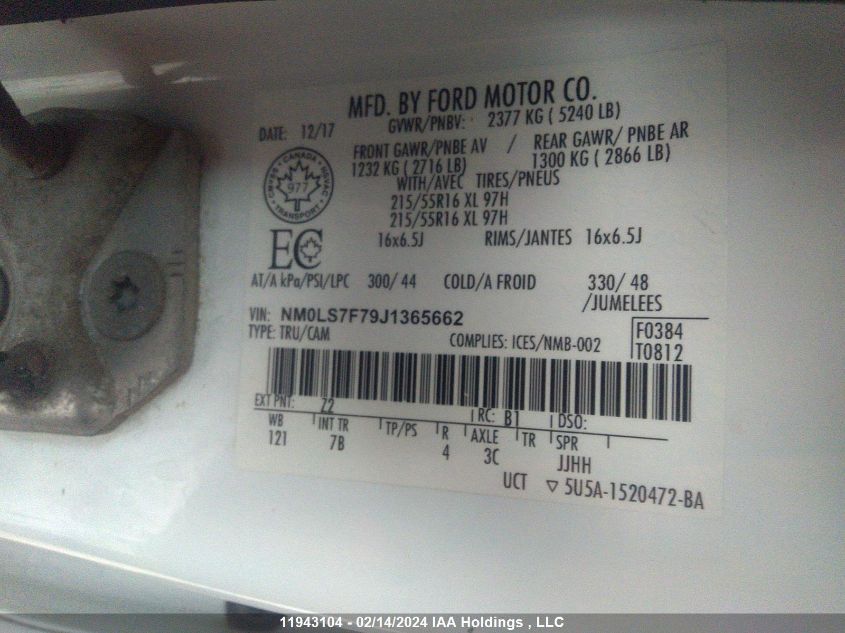 MFD. BY FORD MOTOR CO.
DATE: 12/17
GVWR/PNBV: 2377 KG ( 5240 LB)
FRONT GAWR/PNBE AV / REAR GAWR/ PNBE AR
1232 KG ( 2716 LB) 1300 KG ( 2866 LB)
WITH/AVEC TIRES/PNEUS
215/55R16 XL 97H
215/55R16 XL 97H
CANADA
977
TRANSPORT
EC
16x6.5J RIMS/JANTES 16x6.5J
AT/A kPa/PSI/LPC 300/ 44 COLD/A FROID 330/ 48
/JUMELEES
VIN: NM0LS7F79J1365662
TYPE: TRU/CAM
COMPLIES: ICES/NMB-002
F0384
T0812
EXT PNT: Z2 RC: B1 DSO:
WB INT TR TP/PS R AXLE TR SPR
121 7B 4 3C JJHH
UCT ▽ 5U5A-1520472-BA
11943104 - 02/14/2024 IAA Holdings , LLC